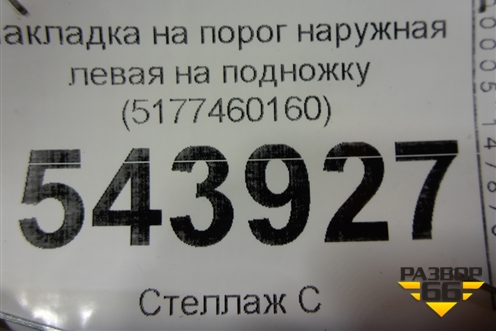 акладка на порог наружная
левая на подножку
(5177460160)
543927
Стеллаж С
РАЗБОР
66